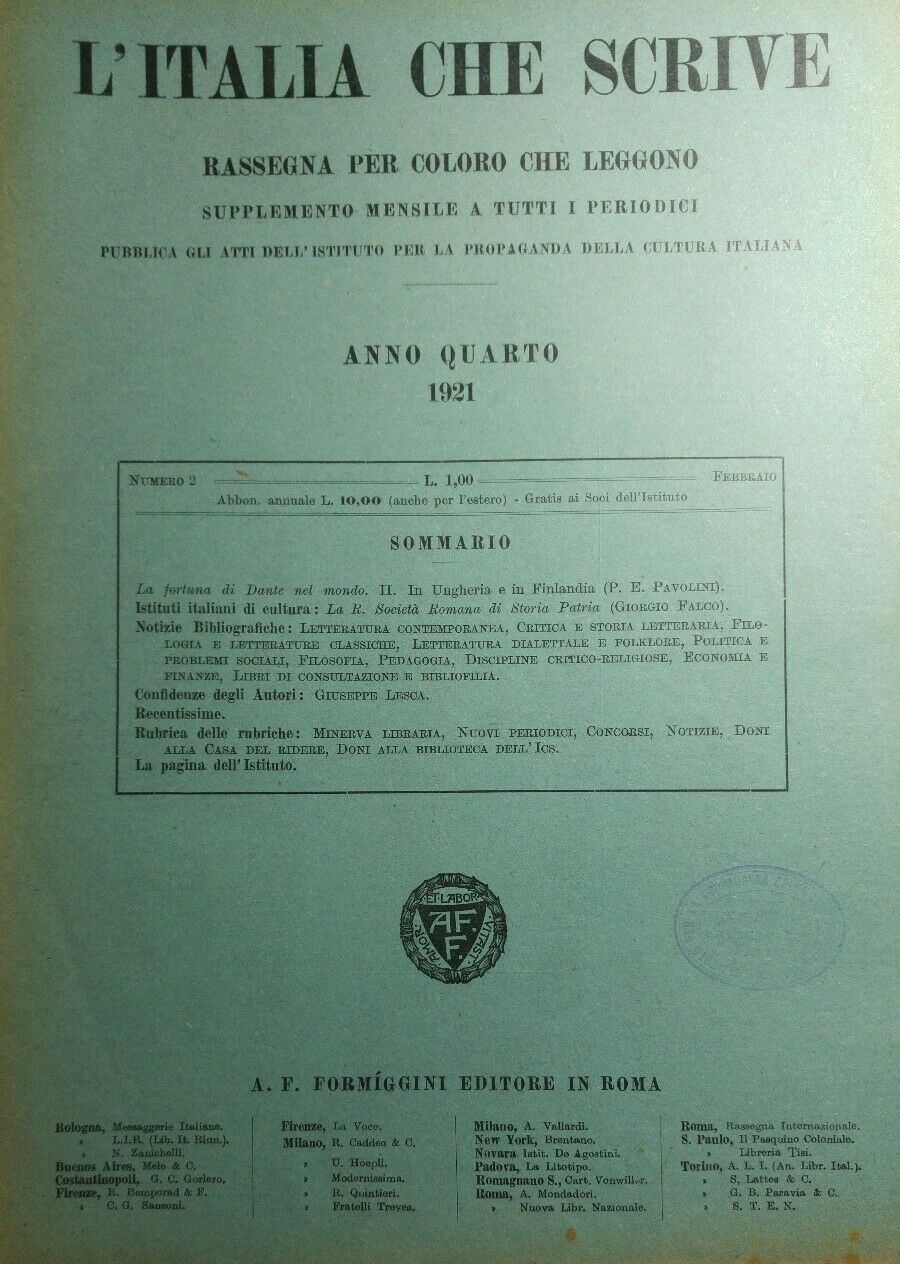 L'ITALIA CHE SCRIVE
RASSEGNA PER COLORO CHE LEGGONO
SUPPLEMENTO MENSILE A TUTTI I PERIODICI
PUBBLICA GLI ATTI DELL'ISTITUTO PER LA PROPAGANDA DELLA CULTURA ITALIANA
ANNO QUARTO
1921
NUMERO 2 L. 1,00 FEBBRAIO
Abbon. annuale L. 10,00 (anche per l'estero) - Gratis ai Soci dell'Istituto
SOMMARIO
La fortuna di Dante nel mondo. II. In Ungheria e in Finlandia (P. E. PAVOLINI).
Istituti italiani di cultura: La R. Società Romana di Storia Patria (GIORGIO FALCO).
Notizie Bibliografiche: LETTERATURA CONTEMPORANEA, CRITICA E STORIA LETTERARIA, FILO-
LOGIA E LETTERATURE CLASSICHE, LETTERATURA DIALETTALE E FOLKLORE, POLITICA E
PROBLEMI SOCIALI, FILOSOFIA, PEDAGOGIA, DISCIPLINE CRITICO-RELIGIOSE, ECONOMIA E
FINANZE, LIBRI DI CONSULTAZIONE E BIBLIOFILIA.
Confidenze degli Autori: GIUSEPPE LESCA.
Recentissime.
Rubrica delle rubriche: MINERVA LIBRARIA, NUOVI PERIODICI, CONCORSI, NOTIZIE, DONI
ALLA CASA DEL RIDERE, DONI ALLA BIBLIOTECA DELL'ICS.
La pagina dell'Istituto.
AMOR ET LABOR VITAST
A.F.
F.
A. F. FORMÍGGINI EDITORE IN ROMA
Bologna, Messaggerie Italiane.
» L.I.R. (Lib. It. Riun.).
» N. Zanichelli.
Buenos Aires, Mele & C.
Costantinopoli, G. C. Gorlero.
Firenze, R. Bemporad & F.
» C. G. Sansoni.
Firenze, La Voce.
Milano, R. Caddeo & C.
» U. Hoepli.
» Modernissima.
» R. Quintieri.
» Fratelli Treves.
Milano, A. Vallardi.
New York, Brentano.
Novara Istit. De Agostini.
Padova, La Litotipo.
Romagnano S., Cart. Vonwiller.
Roma, A. Mondadori.
» Nuova Libr. Nazionale.
Roma, Rassegna Internazionale.
S. Paulo, Il Pasquino Coloniale.
» Libreria Tisi.
Torino, A. L. I. (An. Libr. Ital.).
» S. Lattes & C.
» G. B. Paravia & C.
» S. T. E. N.